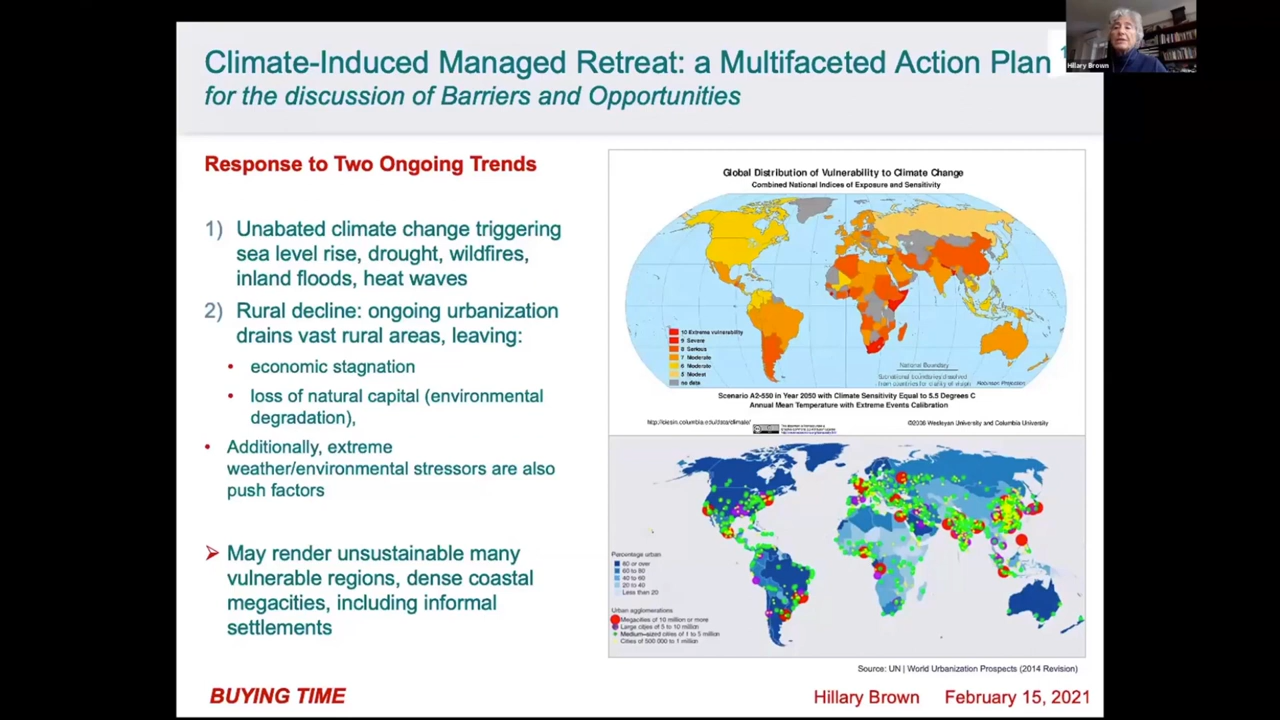 Climate-Induced Managed Retreat: a Multifaceted Action Plan
for the discussion of Barriers and Opportunities
Hillary Brown
Response to Two Ongoing Trends
1) Unabated climate change triggering
sea level rise, drought, wildfires,
inland floods, heat waves
2) Rural decline: ongoing urbanization
drains vast rural areas, leaving:
• economic stagnation
• loss of natural capital (environmental
degradation),
• Additionally, extreme
weather/environmental stressors are also
push factors
➢ May render unsustainable many
vulnerable regions, dense coastal
megacities, including informal
settlements
Global Distribution of Vulnerability to Climate Change
Combined National Indices of Exposure and Sensitivity
10 Extreme vulnerability
9 Severe
8 Serious
7 Moderate
6 Moderate
5 Modest
no data
National Boundary
Robinson Projection
Scenario A2-550 in Year 2050 with Climate Sensitivity Equal to 5.5 Degrees C
Annual Mean Temperature with Extreme Events Calibration
http://ciesin.columbia.edu/data/climate/
©2006 Wesleyan University and Columbia University
Percentage urban
80 or over
60 to 80
40 to 60
20 to 40
Less than 20
Urban agglomerations
Megacities of 10 million or more
Large cities of 5 to 10 million
Medium-sized cities of 1 to 5 million
Cities of 500 000 to 1 million
Source: UN | World Urbanization Prospects (2014 Revision)
BUYING TIME
Hillary Brown February 15, 2021